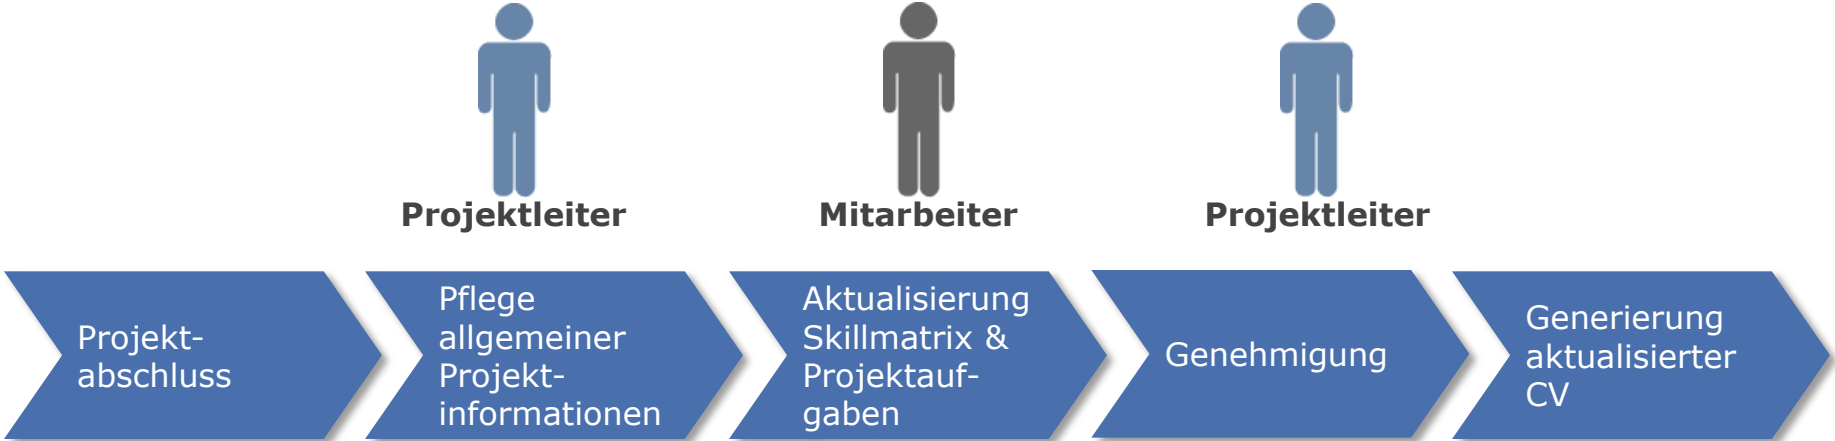 Projektleiter
Mitarbeiter
Projektleiter
Projekt-
abschluss
Pflege
allgemeiner
Projekt-
informationen
Aktualisierung
Skillmatrix &
Projektauf-
gaben
Genehmigung
Generierung
aktualisierter
CV